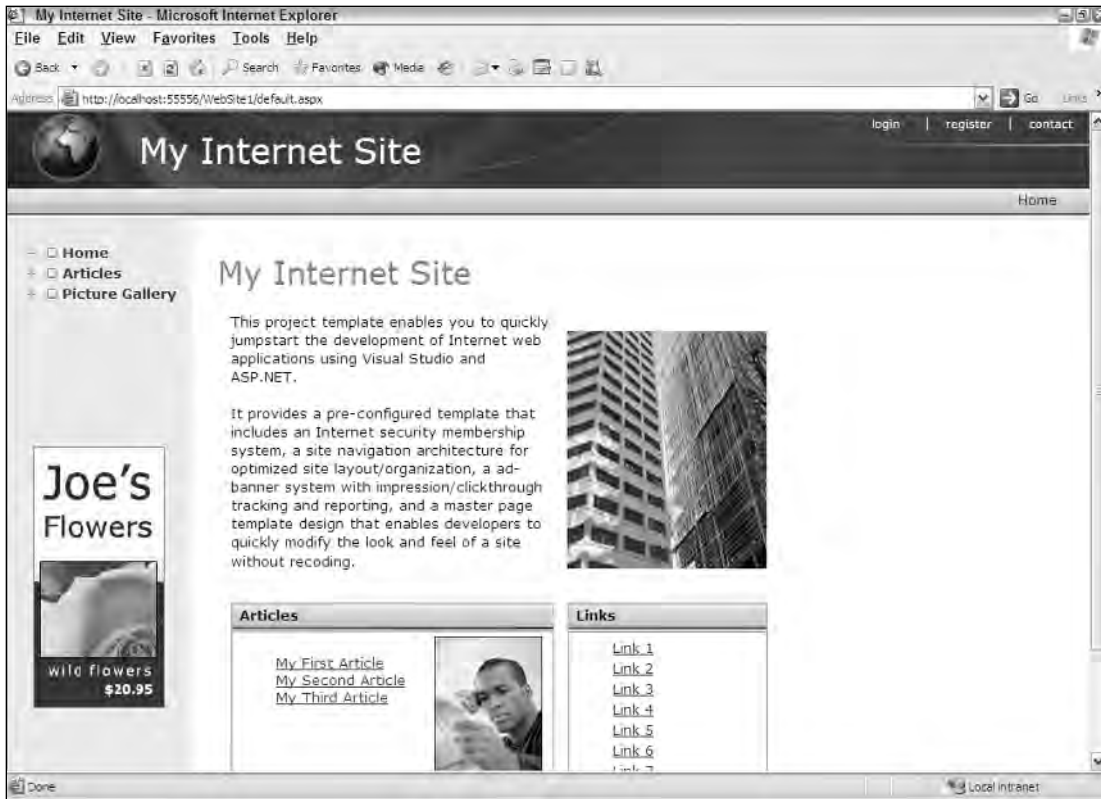 My Internet Site - Microsoft Internet Explorer
File Edit View Favorites Tools Help
Back Search Favorites Media
Address http://localhost:55556/WebSite1/default.aspx Go Links
login | register | contact
My Internet Site
Home
Home
Articles
Picture Gallery
My Internet Site
This project template enables you to quickly
jumpstart the development of Internet web
applications using Visual Studio and
ASP.NET.
It provides a pre-configured template that
includes an Internet security membership
system, a site navigation architecture for
optimized site layout/organization, a ad-
banner system with impression/clickthrough
tracking and reporting, and a master page
template design that enables developers to
quickly modify the look and feel of a site
without recoding.
Joe's
Flowers
wild flowers
$20.95
Articles
My First Article
My Second Article
My Third Article
Links
Link 1
Link 2
Link 3
Link 4
Link 5
Link 6
Link 7
Done
Local intranet